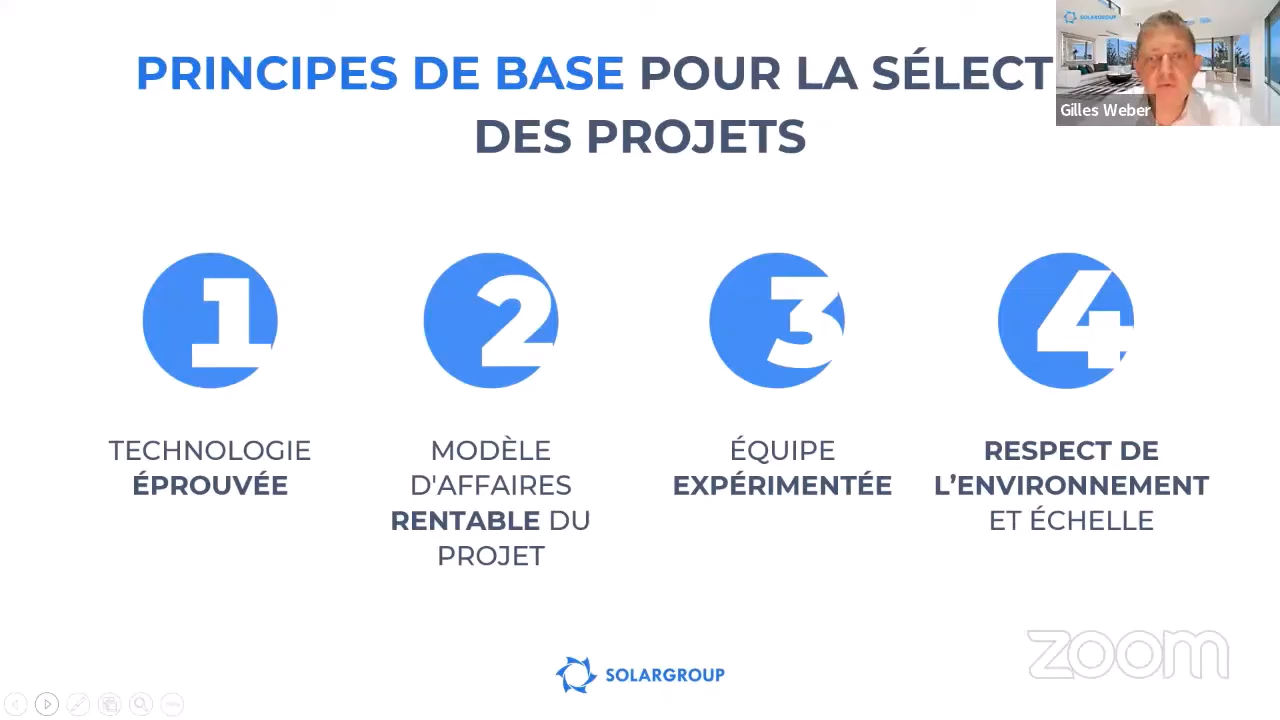 PRINCIPES DE BASE POUR LA SÉLECT
DES PROJETS
SOLARGROUP
Gilles Weber
1
2
3
4
TECHNOLOGIE
ÉPROUVÉE
MODÈLE
D'AFFAIRES
RENTABLE DU
PROJET
ÉQUIPE
EXPÉRIMENTÉE
RESPECT DE
L’ENVIRONNEMENT
ET ÉCHELLE
SOLARGROUP
zoom